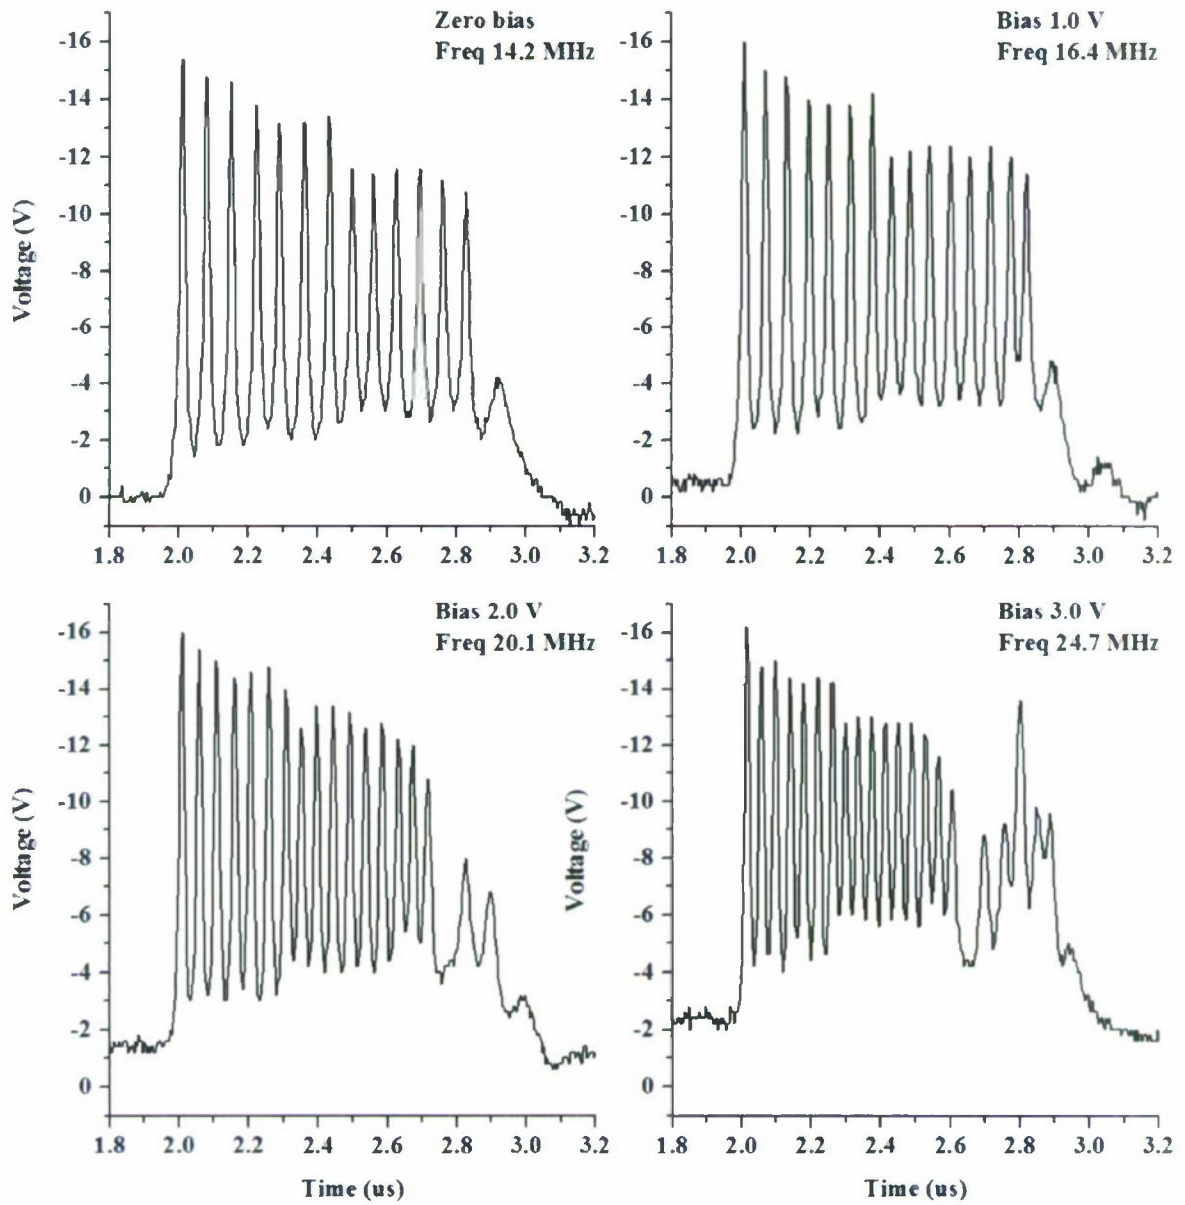 Zero bias
Freq 14.2 MHz
-16
-14
-12
-10
-8
-6
-4
-2
0
Voltage (V)
1.8 2.0 2.2 2.4 2.6 2.8 3.0 3.2
Bias 1.0 V
Freq 16.4 MHz
-16
-14
-12
-10
-8
-6
-4
-2
0
1.8 2.0 2.2 2.4 2.6 2.8 3.0 3.2
Bias 2.0 V
Freq 20.1 MHz
-16
-14
-12
-10
-8
-6
-4
-2
0
Voltage (V)
1.8 2.0 2.2 2.4 2.6 2.8 3.0 3.2
Time (us)
Bias 3.0 V
Freq 24.7 MHz
-16
-14
-12
-10
-8
-6
-4
-2
0
Voltage (V)
1.8 2.0 2.2 2.4 2.6 2.8 3.0 3.2
Time (us)